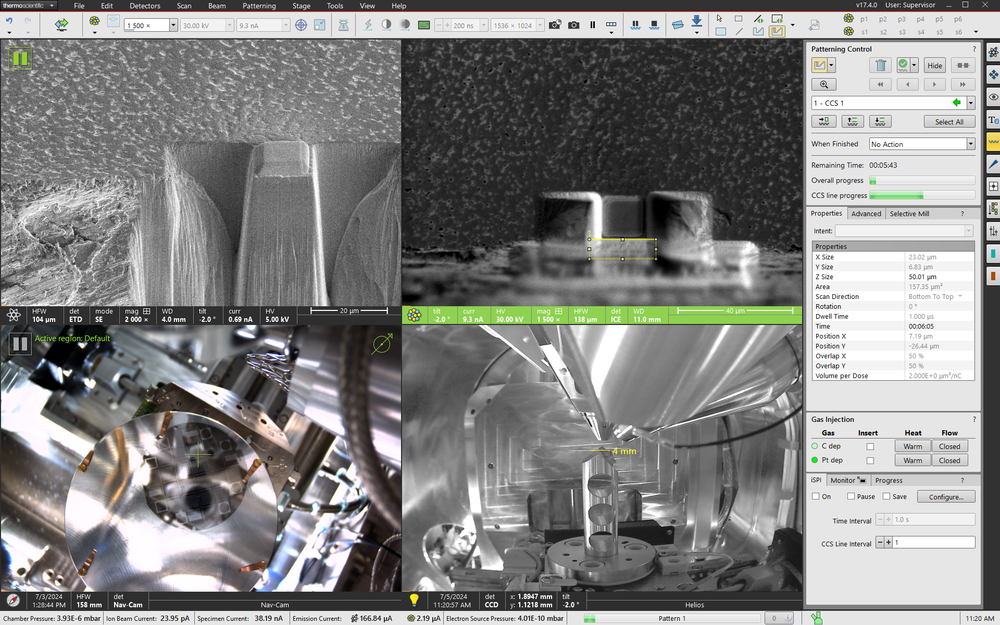 thermoscientific File Edit Detectors Scan Beam Patterning Stage Tools View Help v17.4.0 User: Supervisor
1 500 × 30.00 kV 9.3 nA 200 ns 1536 × 1024 p1 p2 p3 p4 p5 p6
s1 s2 s3 s4 s5 s6
1
HFW det mode mag WD tilt curr HV 20 µm
104 µm ETD SE 2 000 × 4.0 mm -2.0 ° 0.69 nA 5.00 kV
tilt curr HV mag HFW det WD 40 µm
-2.0 ° 9.3 nA 30.00 kV 1 500 × 138 µm ICE 11.0 mm
Active region: Default
7/3/2024 HFW det
1:28:44 PM 158 mm Nav-Cam Nav-Cam
4 mm
7/5/2024 det x: 1.8947 mm tilt
11:20:57 AM CCD y: 1.1218 mm -2.0 ° Helios
Patterning Control ?
Hide
1 - CCS 1
Select All
When Finished No Action
Remaining Time: 00:05:43
Overall progress
CCS line progress
Properties Advanced Selective Mill ?
Intent:
Properties
X Size 23.02 µm
Y Size 6.83 µm
Z Size 50.01 µm
Area 157.35 µm²
Scan Direction Bottom To Top
Rotation 0 °
Dwell Time 1.000 µs
Time 00:06:05
Position X 7.19 µm
Position Y -26.44 µm
Overlap X 50 %
Overlap Y 50 %
Volume per Dose 2.000E+0 µm³/nC
Gas Injection ?
Gas Insert Heat Flow
C dep Warm Closed
Pt dep Warm Closed
iSPI Monitor Progress ?
On Pause Save Configure...
Time Interval 1.0 s
CCS Line Interval 1
Chamber Pressure: 3.93E-6 mbar Ion Beam Current: 23.95 pA Specimen Current: 38.19 nA Emission Current: 166.84 µA 2.19 µA Electron Source Pressure: 4.01E-10 mbar Pattern 1 0 11:20 AM